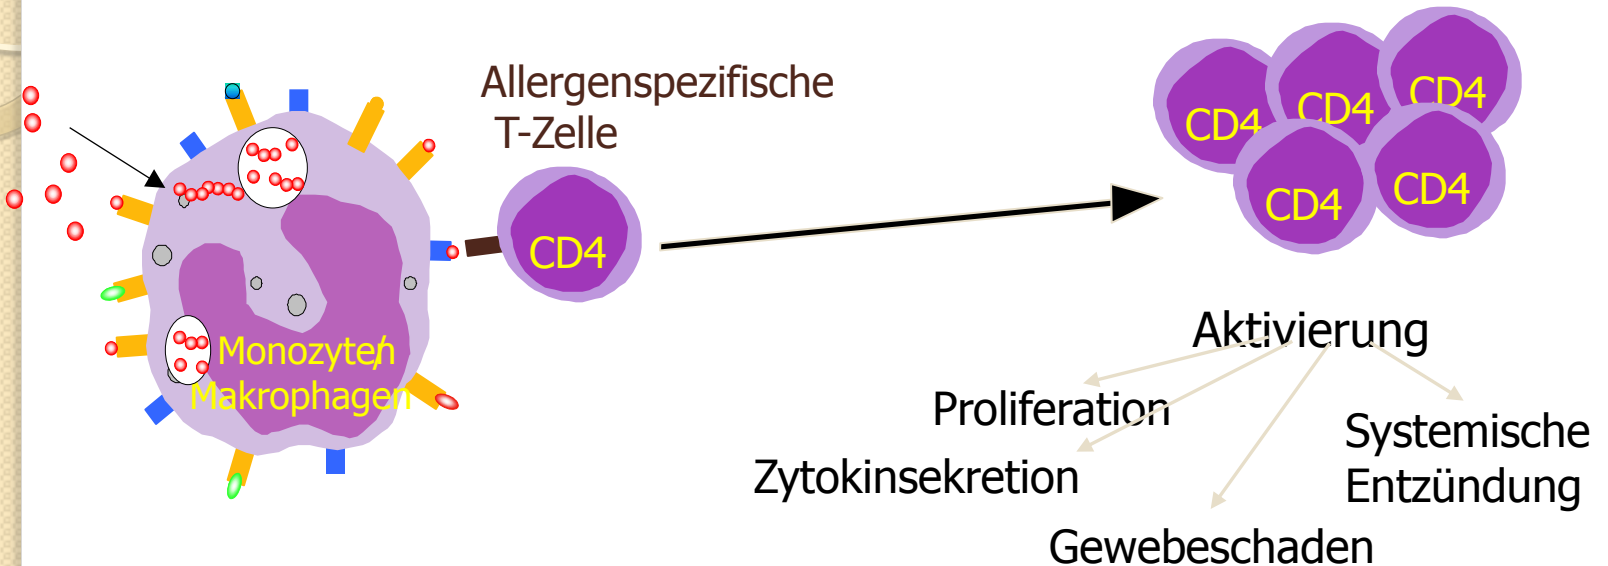 Allergenspezifische
T-Zelle
CD4
Monozyten/
Makrophagen
CD4
CD4
CD4
CD4
CD4
Aktivierung
Proliferation
Zytokinsekretion
Gewebeschaden
Systemische
Entzündung